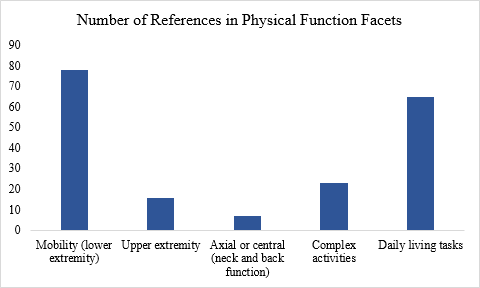 Number of References in Physical Function Facets
90
80
70
60
50
40
30
20
10
0
Mobility (lower
extremity)
Upper extremity
Axial or central
(neck and back
function)
Complex
activities
Daily living tasks